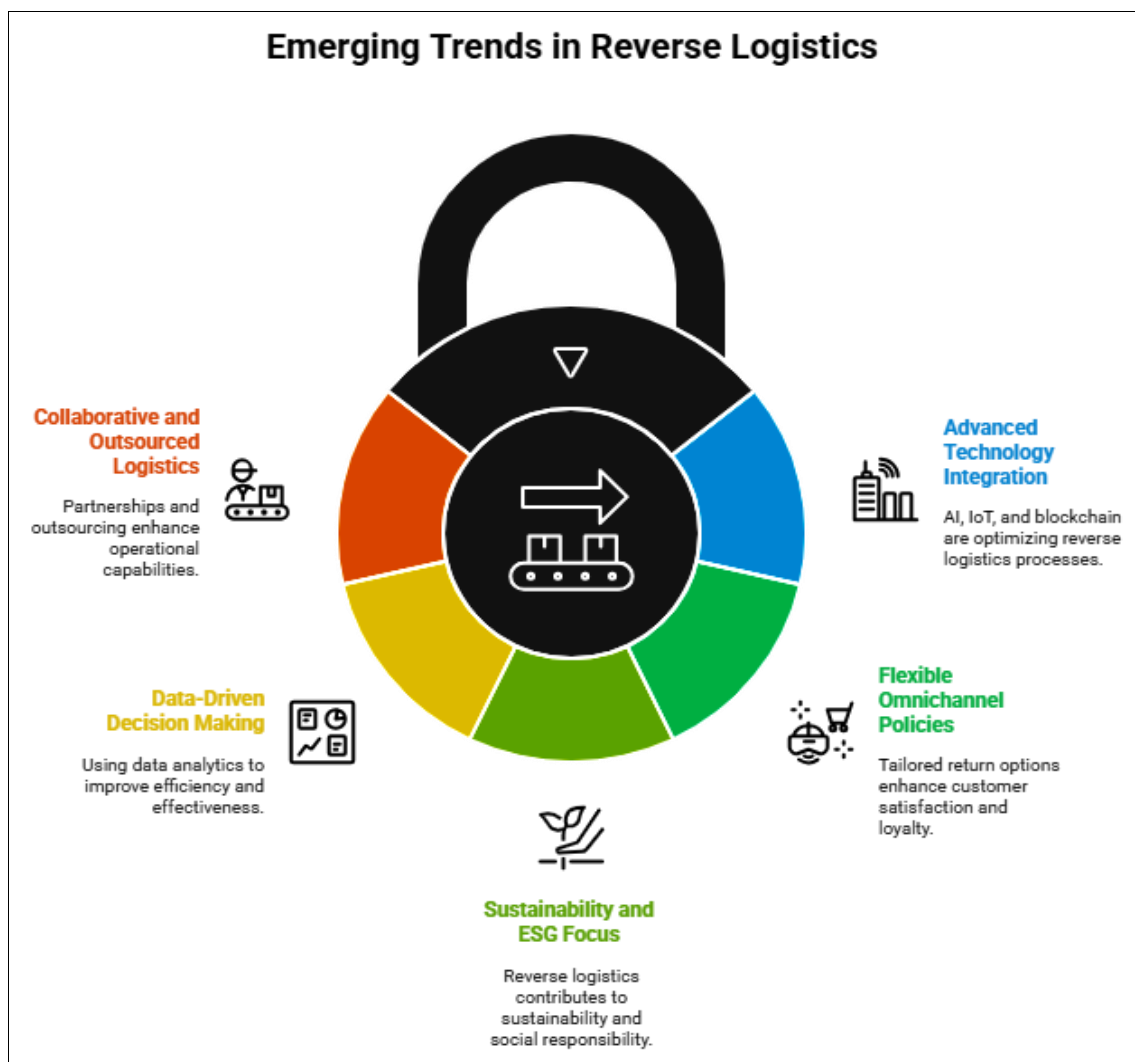 Emerging Trends in Reverse Logistics
Collaborative and
Outsourced
Logistics
Partnerships and
outsourcing enhance
operational
capabilities.
Advanced
Technology
Integration
AI, IoT, and blockchain
are optimizing reverse
logistics processes.
Data-Driven
Decision Making
Using data analytics to
improve efficiency and
effectiveness.
Flexible
Omnichannel
Policies
Tailored return options
enhance customer
satisfaction and
loyalty.
Sustainability and
ESG Focus
Reverse logistics
contributes to
sustainability and
social responsibility.